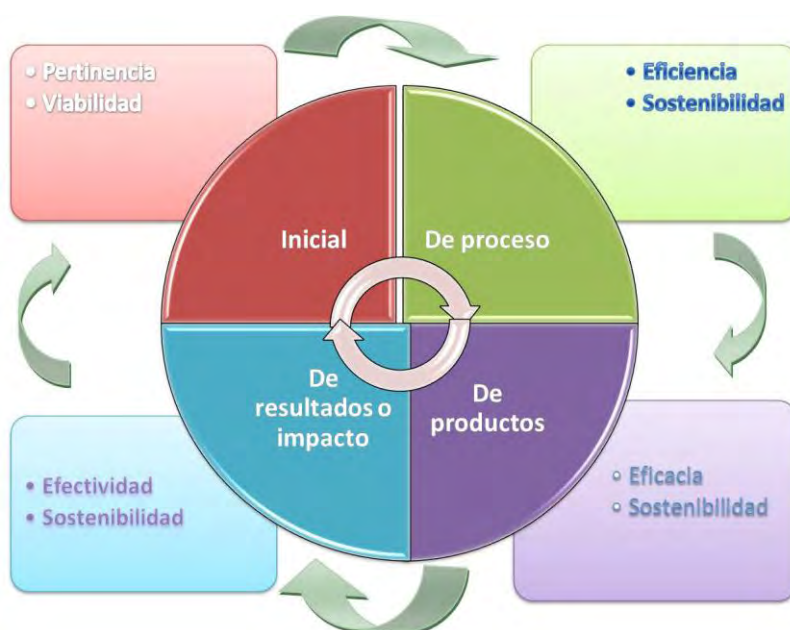 • Pertinencia
• Viabilidad
• Eficiencia
• Sostenibilidad
Inicial
De proceso
De
resultados o
impacto
De
productos
• Efectividad
• Sostenibilidad
○ Eficacia
○ Sostenibilidad